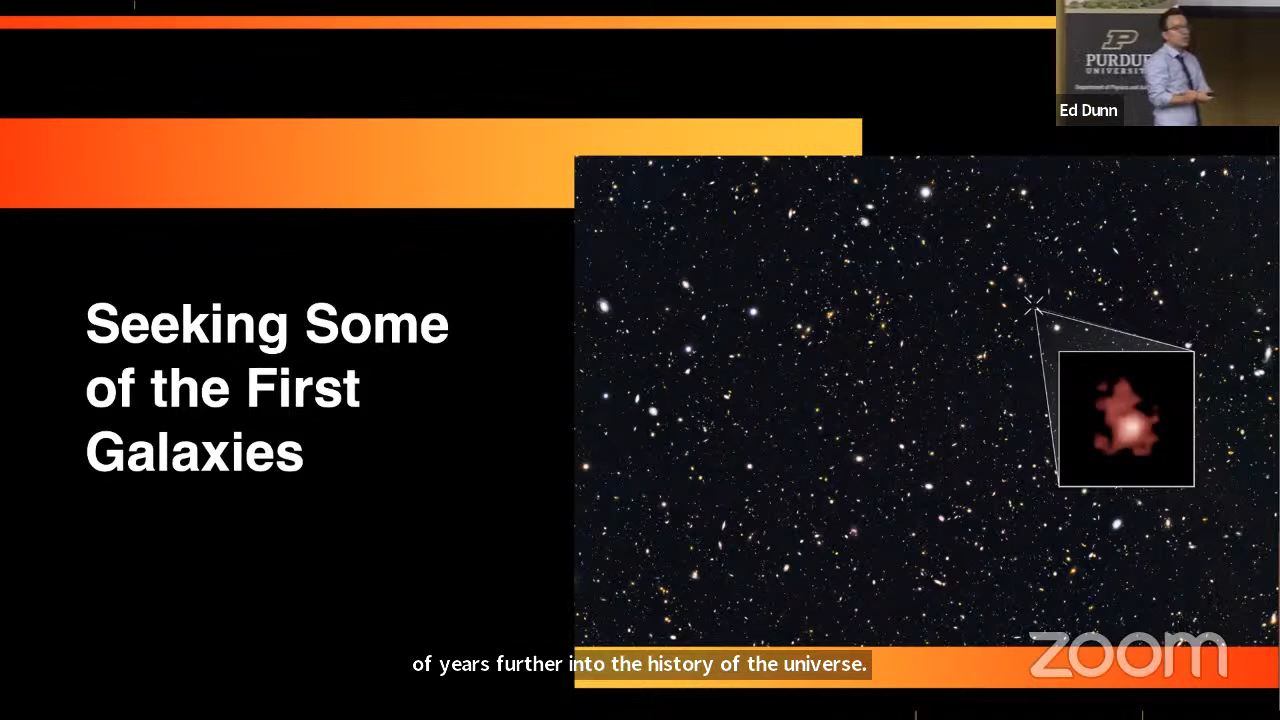 P
PURDUE
UNIVERSITY
Ed Dunn
Seeking Some
of the First
Galaxies
of years further into the history of the universe.
zoom